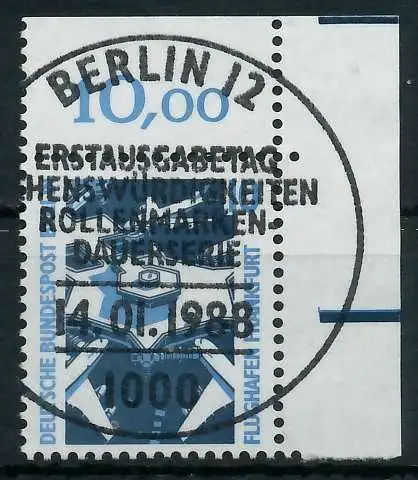 BERLIN 12
10,00
ERSTAUSGABETAG
HENSWÜRDIGKEITEN
ROLLENMARKEN-
DAUERSERIE
14.01.1988
1000
DEUTSCHE BUNDESPOST
FLUGHAFEN FRANKFURT